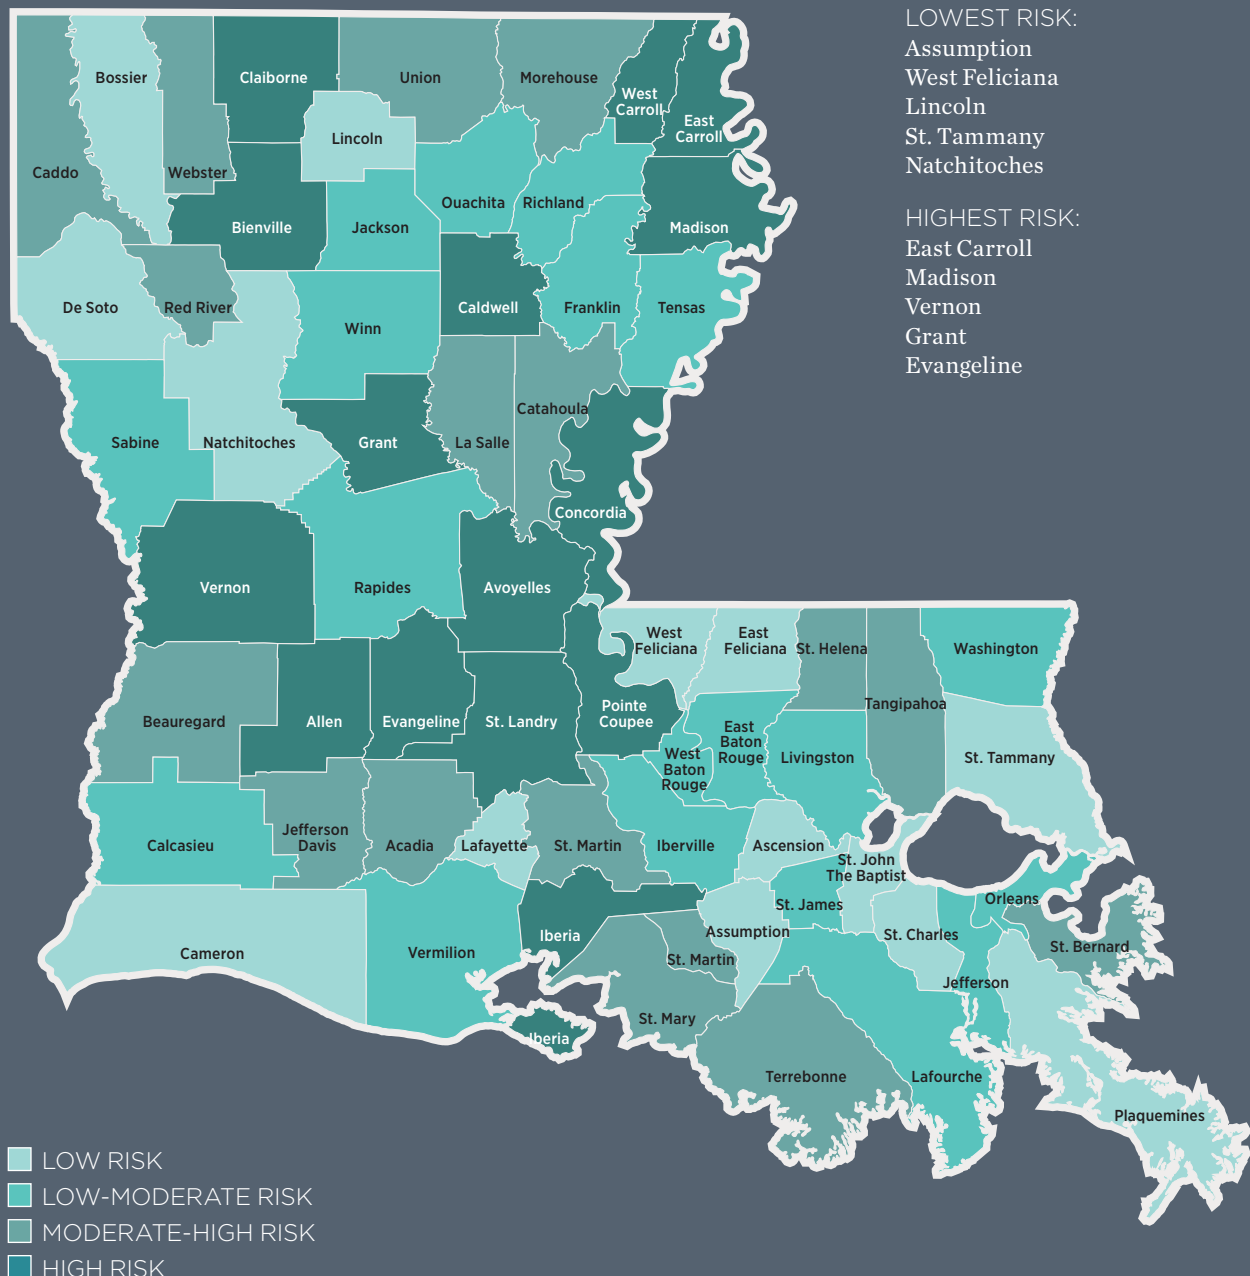 LOWEST RISK:
Assumption
West Feliciana
Lincoln
St. Tammany
Natchitoches
HIGHEST RISK:
East Carroll
Madison
Vernon
Grant
Evangeline
Bossier
Claiborne
Union
Morehouse
West
Carroll
East
Carroll
Lincoln
Caddo
Webster
Ouachita
Richland
Bienville
Jackson
Madison
De Soto
Red River
Winn
Caldwell
Franklin
Tensas
Catahoula
Sabine
Natchitoches
Grant
La Salle
Concordia
Vernon
Rapides
Avoyelles
West
Feliciana
East
Feliciana
St. Helena
Washington
Tangipahoa
Beauregard
Allen
Evangeline
St. Landry
Pointe
Coupee
East
Baton
Rouge
West
Baton
Rouge
Livingston
St. Tammany
Calcasieu
Jefferson
Davis
Acadia
Lafayette
St. Martin
Iberville
Ascension
St. John
The Baptist
St. James
Orleans
Assumption
St. Charles
St. Bernard
Iberia
Cameron
Vermilion
St. Martin
Jefferson
St. Mary
Iberia
Terrebonne
Lafourche
Plaquemines
LOW RISK
LOW-MODERATE RISK
MODERATE-HIGH RISK
HIGH RISK